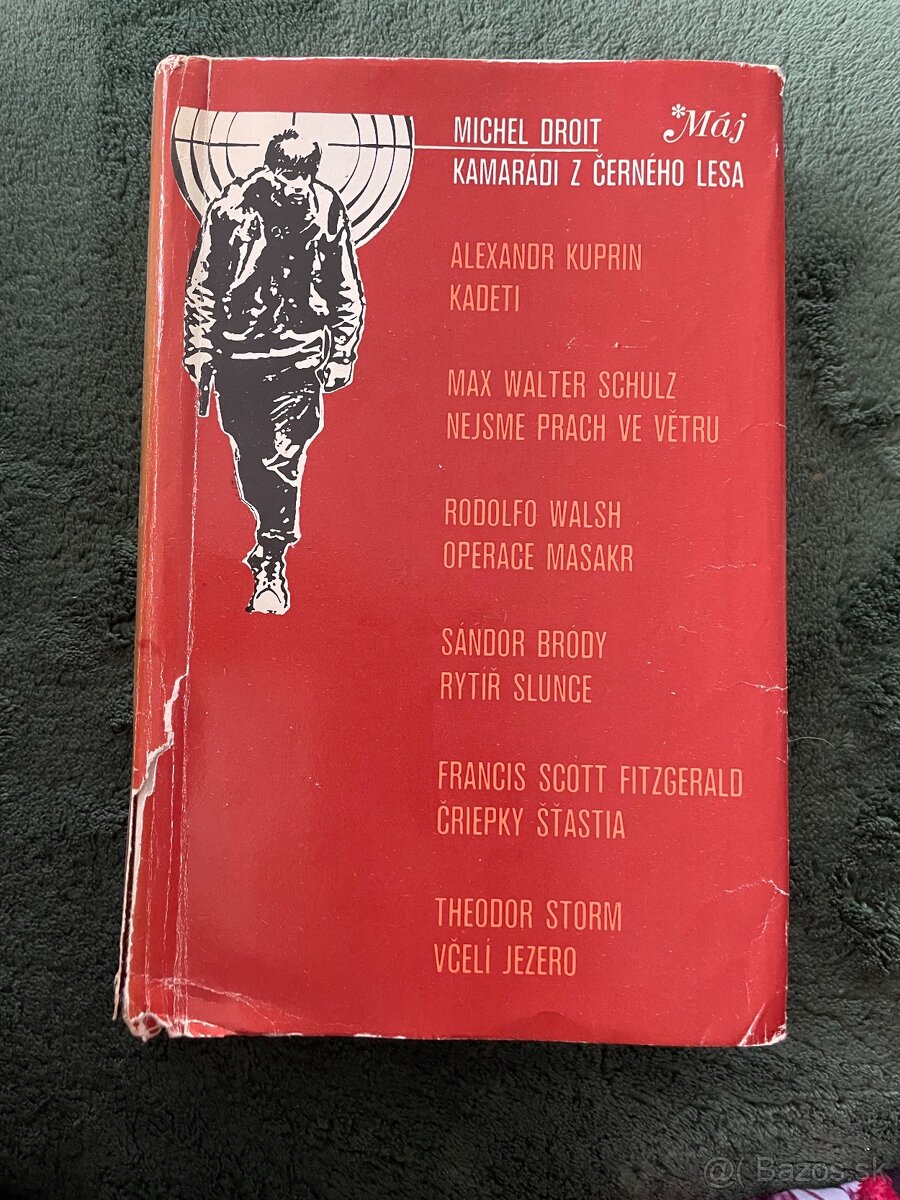 MICHEL DROIT
*Máj
KAMARÁDI Z ČERNÉHO LESA
ALEXANDR KUPRIN
KADETI
MAX WALTER SCHULZ
NEJSME PRACH VE VĚTRU
RODOLFO WALSH
OPERACE MASAKR
SÁNDOR BRÓDY
RYTÍŘ SLUNCE
FRANCIS SCOTT FITZGERALD
ČRIEPKY ŠŤASTIA
THEODOR STORM
VČELÍ JEZERO
@( Bazos.sk